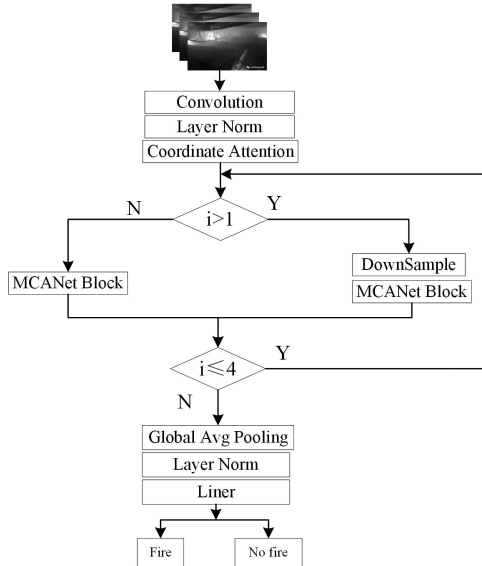 Convolution
Layer Norm
Coordinate Attention
N
Y
i>1
DownSample
MCANet Block
MCANet Block
Y
i≤4
N
Global Avg Pooling
Layer Norm
Liner
Fire
No fire